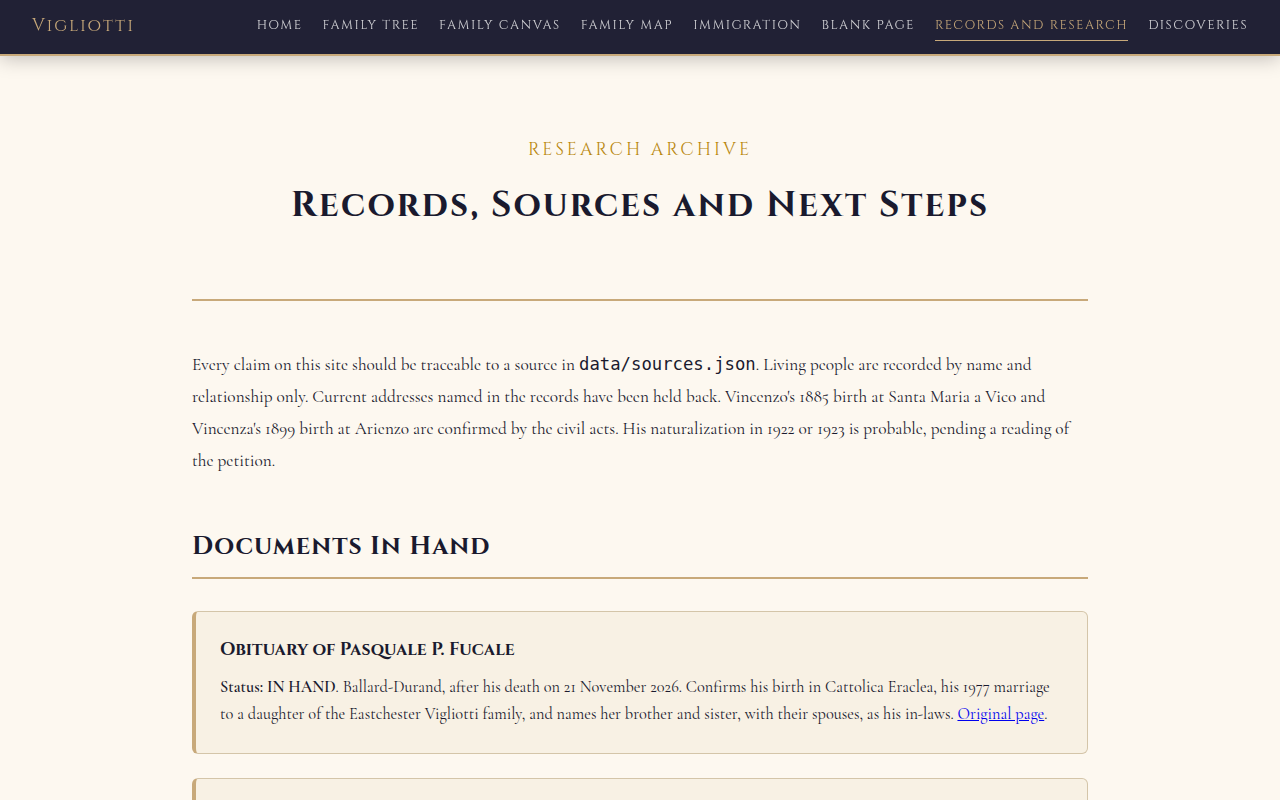 Vigliotti
HOME FAMILY TREE FAMILY CANVAS FAMILY MAP IMMIGRATION BLANK PAGE RECORDS AND RESEARCH DISCOVERIES
RESEARCH ARCHIVE
Records, Sources and Next Steps
Every claim on this site should be traceable to a source in data/sources.json. Living people are recorded by name and
relationship only. Current addresses named in the records have been held back. Vincenzo's 1885 birth at Santa Maria a Vico and
Vincenza's 1899 birth at Arienzo are confirmed by the civil acts. His naturalization in 1922 or 1923 is probable, pending a reading of
the petition.
Documents In Hand
Obituary of Pasquale P. Fucale
Status: IN HAND. Ballard-Durand, after his death on 21 November 2026. Confirms his birth in Cattolica Eraclea, his 1977 marriage
to a daughter of the Eastchester Vigliotti family, and names her brother and sister, with their spouses, as his in-laws. Original page.